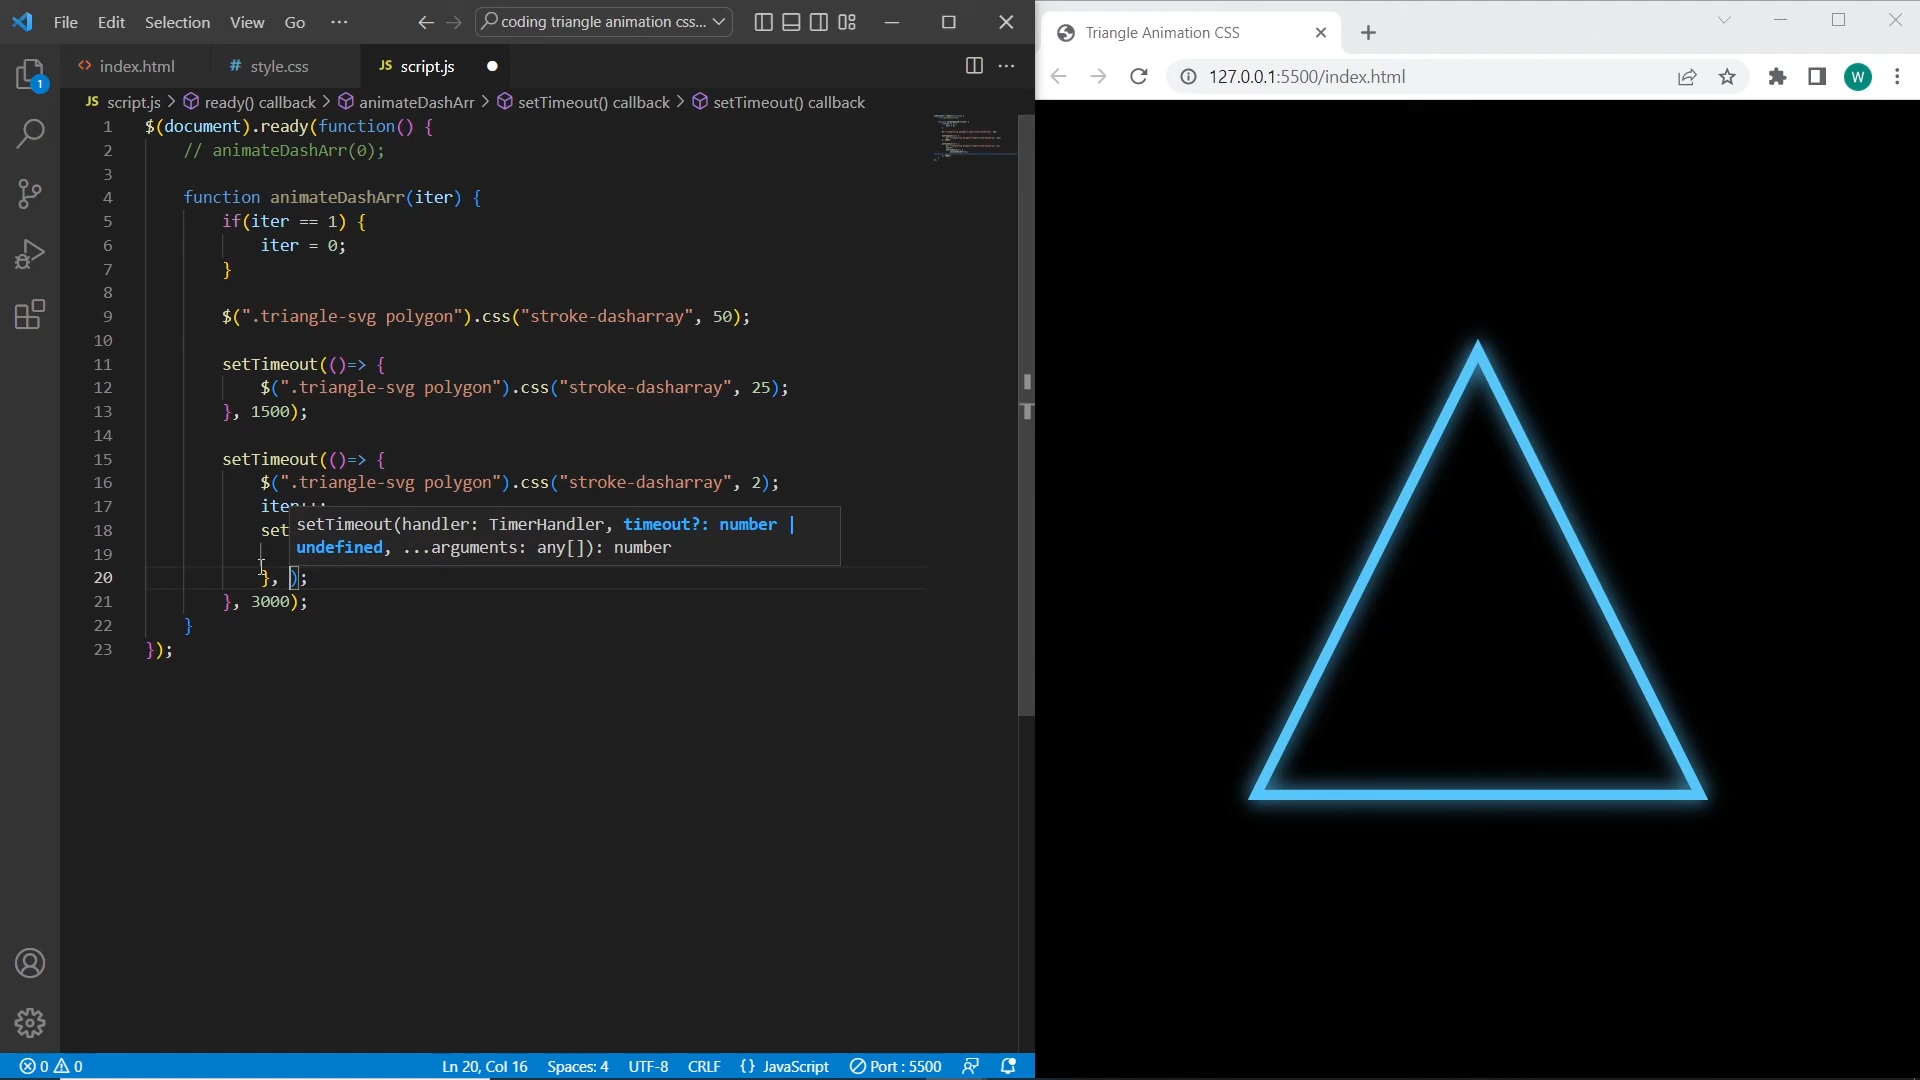 File Edit Selection View Go ··· coding triangle animation css...
index.html # style.css JS script.js
JS script.js > ready() callback > animateDashArr > setTimeout() callback > setTimeout() callback
1 $(document).ready(function() {
2 // animateDashArr(0);
3
4 function animateDashArr(iter) {
5 if(iter == 1) {
6 iter = 0;
7 }
8
9 $(".triangle-svg polygon").css("stroke-dasharray", 50);
10
11 setTimeout(()=> {
12 $(".triangle-svg polygon").css("stroke-dasharray", 25);
13 }, 1500);
14
15 setTimeout(()=> {
16 $(".triangle-svg polygon").css("stroke-dasharray", 2);
17 iter++;
18 set
setTimeout(handler: TimerHandler, timeout?: number |
undefined, ...arguments: any[]): number
19
20 }, );
21 }, 3000);
22 }
23 });
1
0 0 Ln 20, Col 16 Spaces: 4 UTF-8 CRLF {} JavaScript Port : 5500
Triangle Animation CSS
127.0.0.1:5500/index.html W